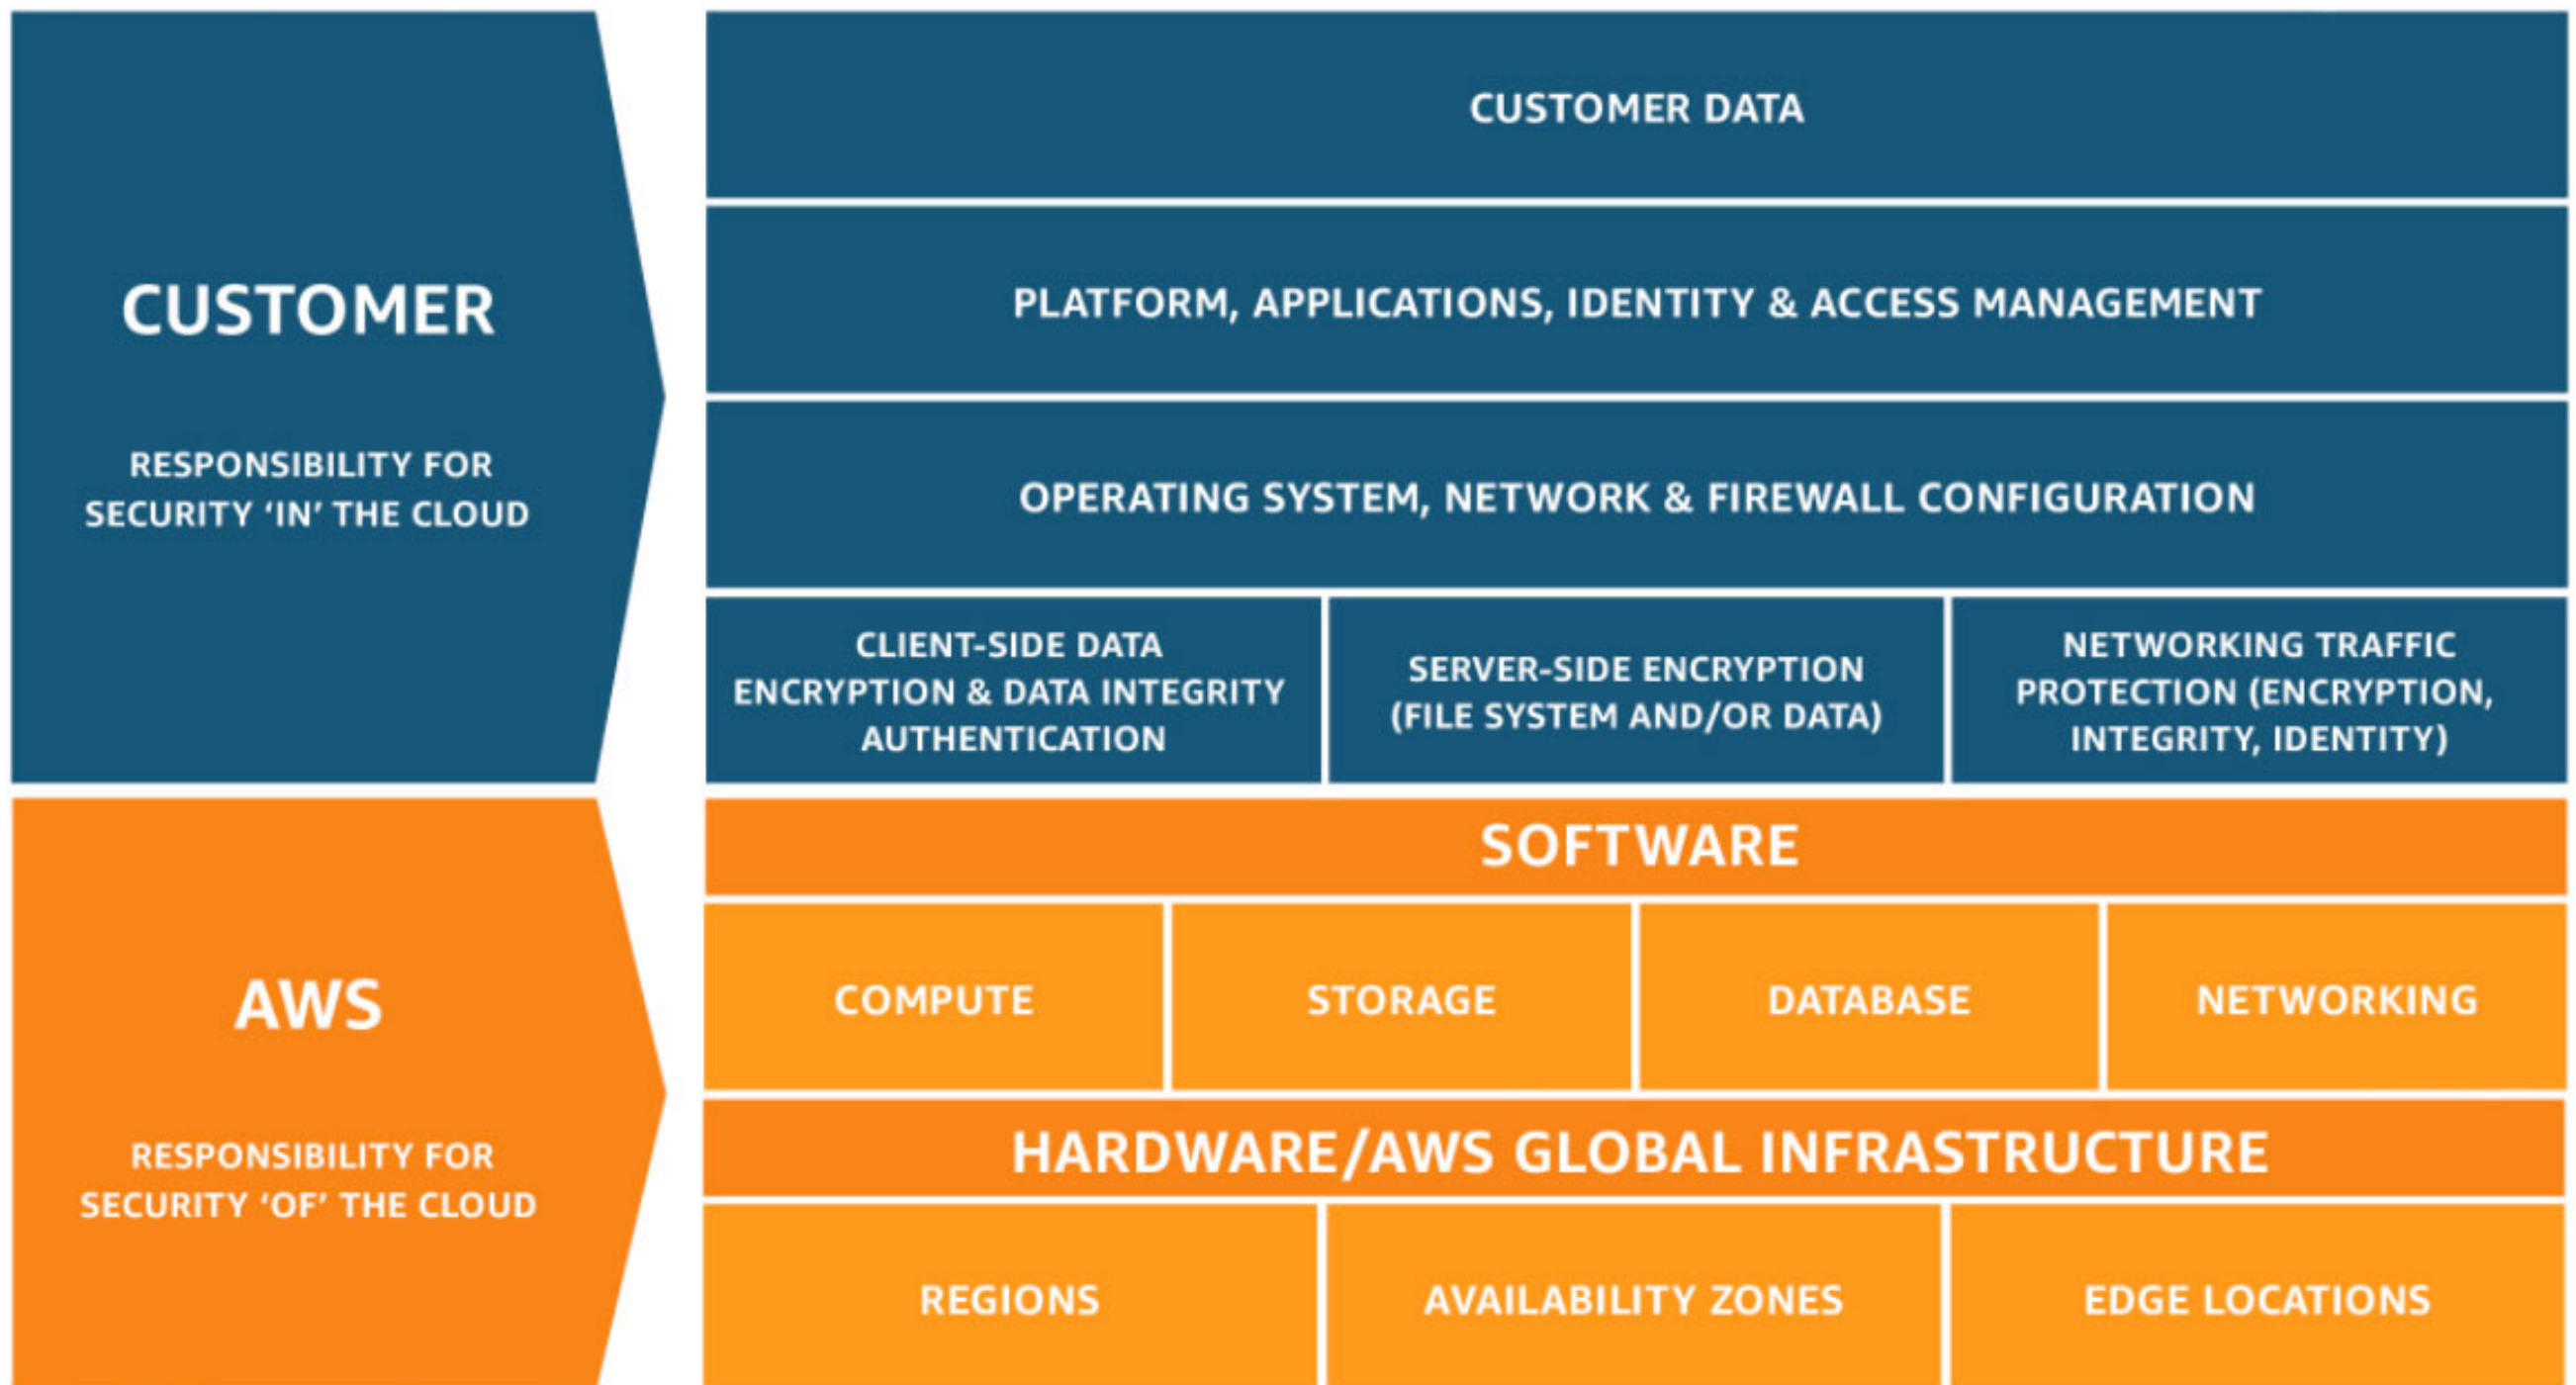 CUSTOMER
RESPONSIBILITY FOR
SECURITY ‘IN’ THE CLOUD
CUSTOMER DATA
PLATFORM, APPLICATIONS, IDENTITY & ACCESS MANAGEMENT
OPERATING SYSTEM, NETWORK & FIREWALL CONFIGURATION
CLIENT-SIDE DATA
ENCRYPTION & DATA INTEGRITY
AUTHENTICATION
SERVER-SIDE ENCRYPTION
(FILE SYSTEM AND/OR DATA)
NETWORKING TRAFFIC
PROTECTION (ENCRYPTION,
INTEGRITY, IDENTITY)
AWS
RESPONSIBILITY FOR
SECURITY ‘OF’ THE CLOUD
SOFTWARE
COMPUTE
STORAGE
DATABASE
NETWORKING
HARDWARE/AWS GLOBAL INFRASTRUCTURE
REGIONS
AVAILABILITY ZONES
EDGE LOCATIONS